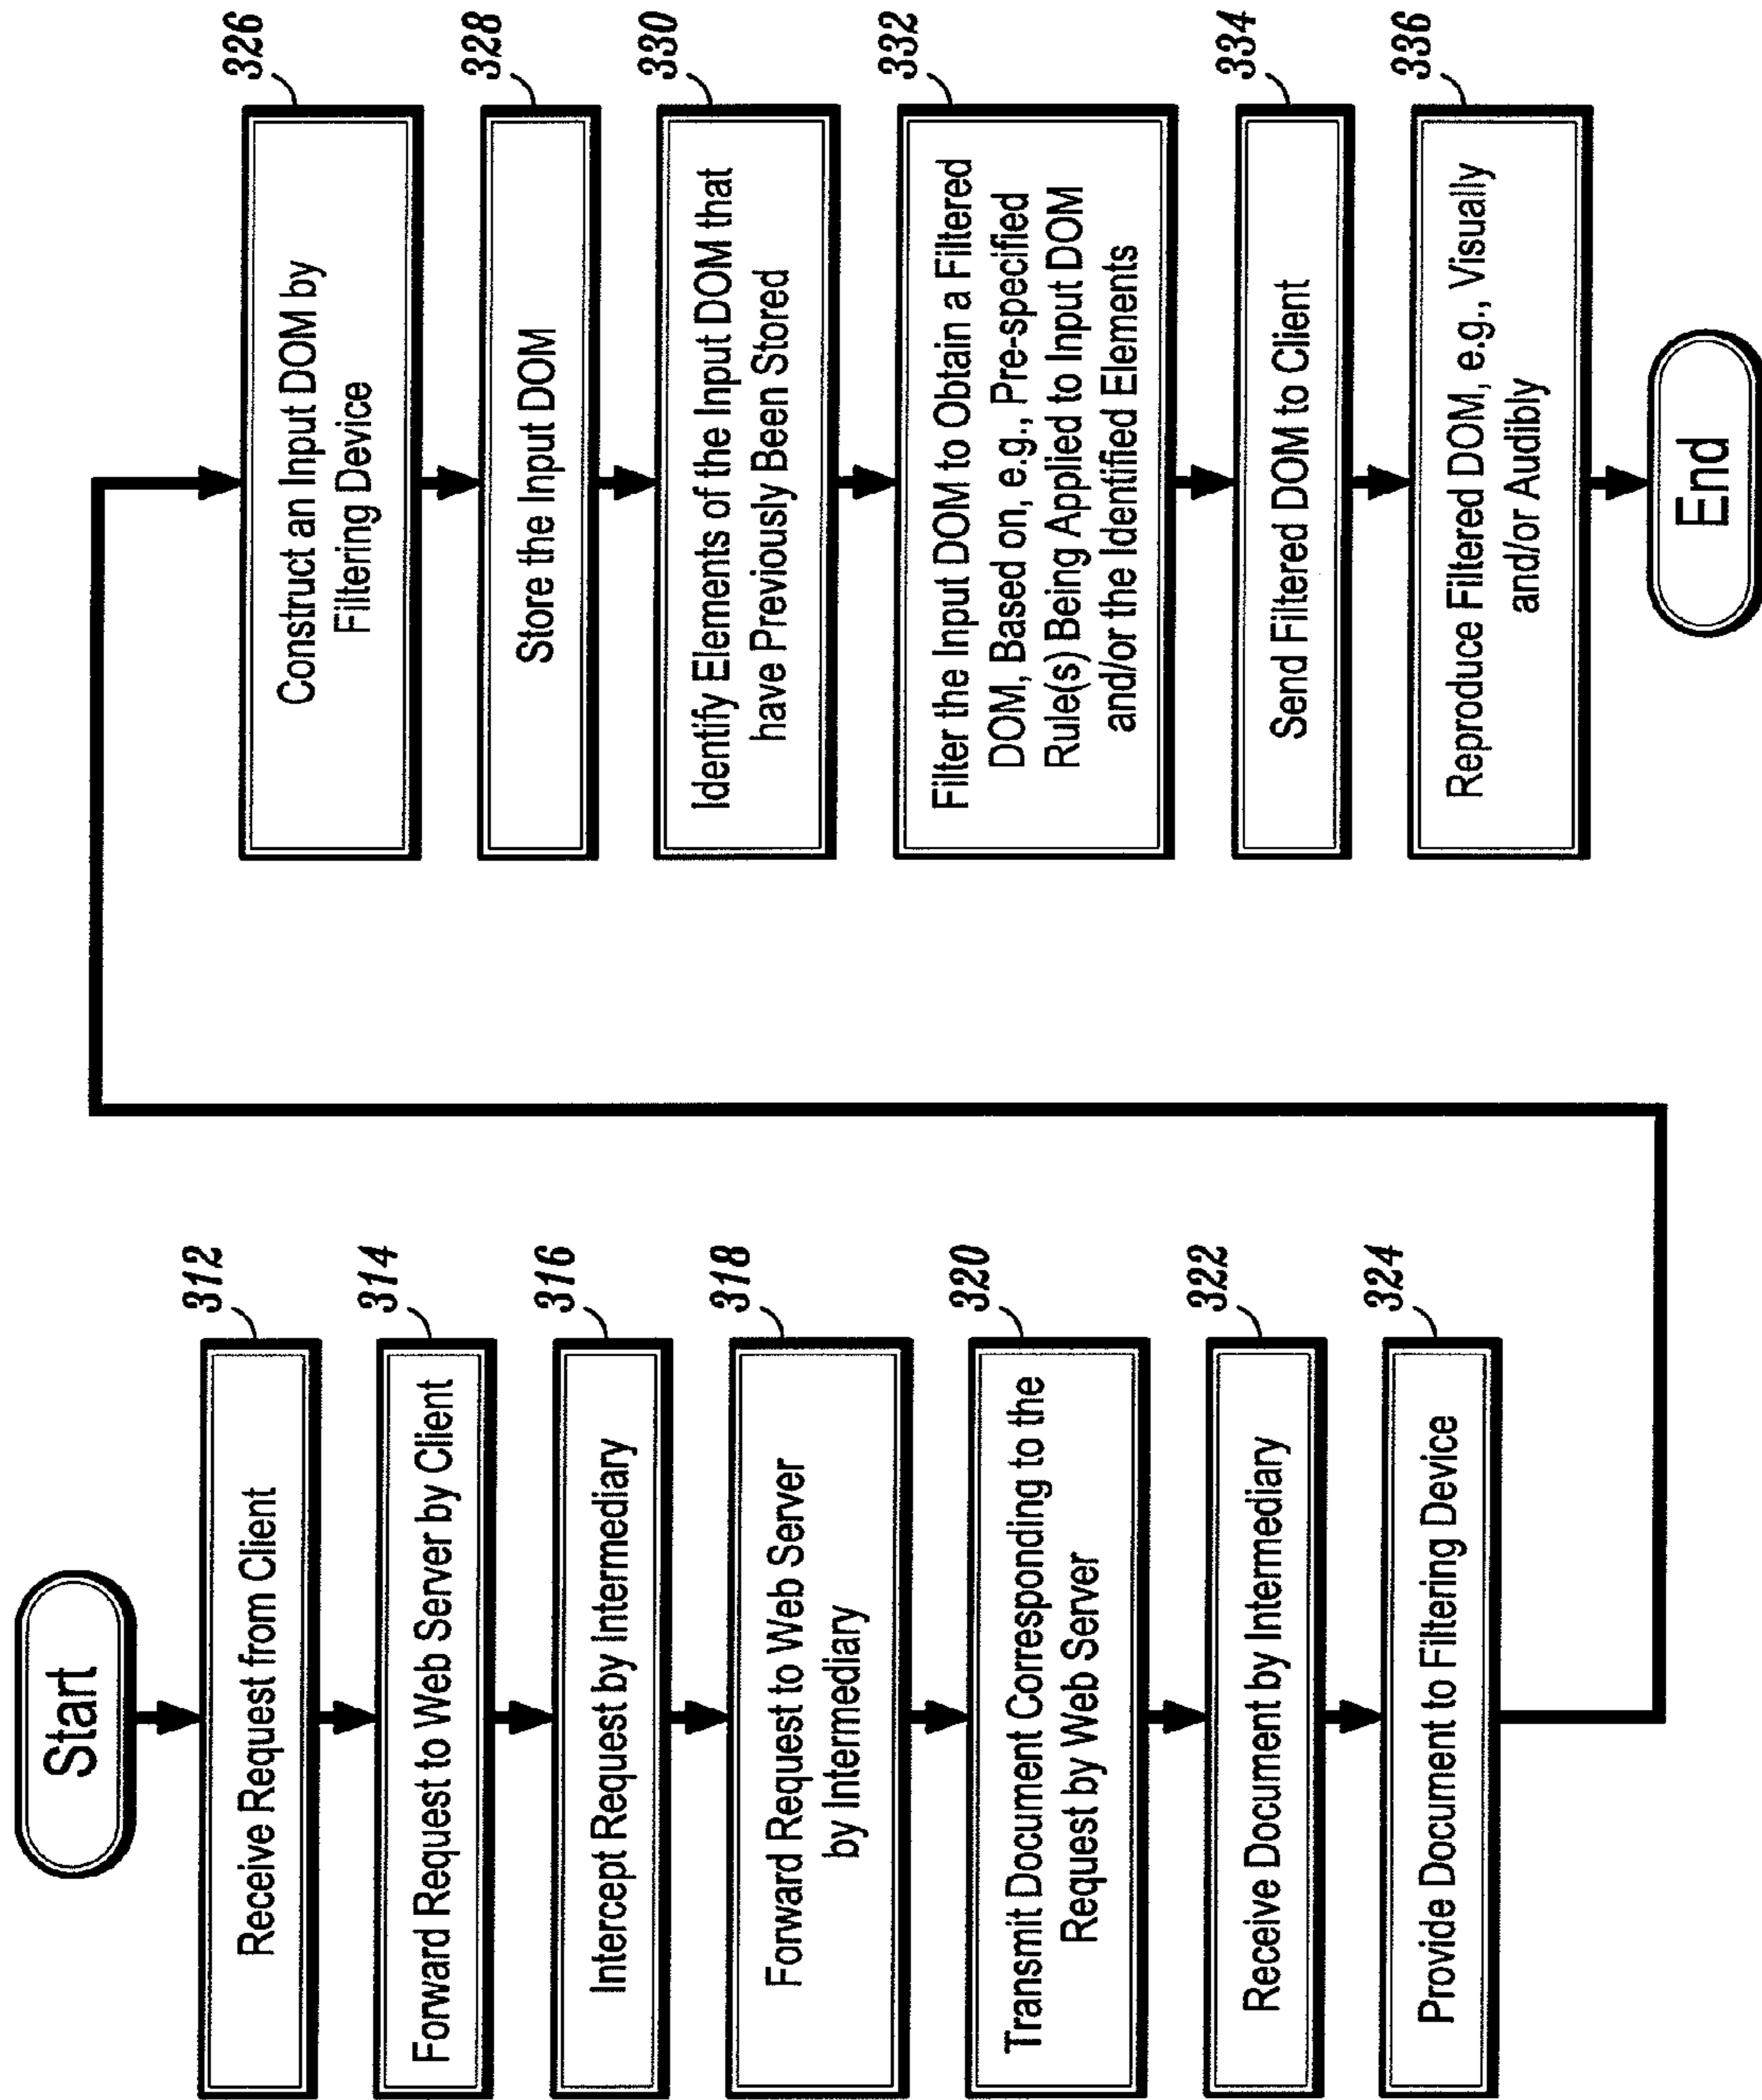 Start
312
Receive Request from Client
314
Forward Request to Web Server by Client
316
Intercept Request by Intermediary
318
Forward Request to Web Server
by Intermediary
320
Transmit Document Corresponding to the
Request by Web Server
322
Receive Document by Intermediary
324
Provide Document to Filtering Device
326
Construct an Input DOM by
Filtering Device
328
Store the Input DOM
330
Identify Elements of the Input DOM that
have Previously Been Stored
332
Filter the Input DOM to Obtain a Filtered
DOM, Based on, e.g., Pre-specified
Rule(s) Being Applied to Input DOM
and/or the Identified Elements
334
Send Filtered DOM to Client
336
Reproduce Filtered DOM, e.g., Visually
and/or Audibly
End